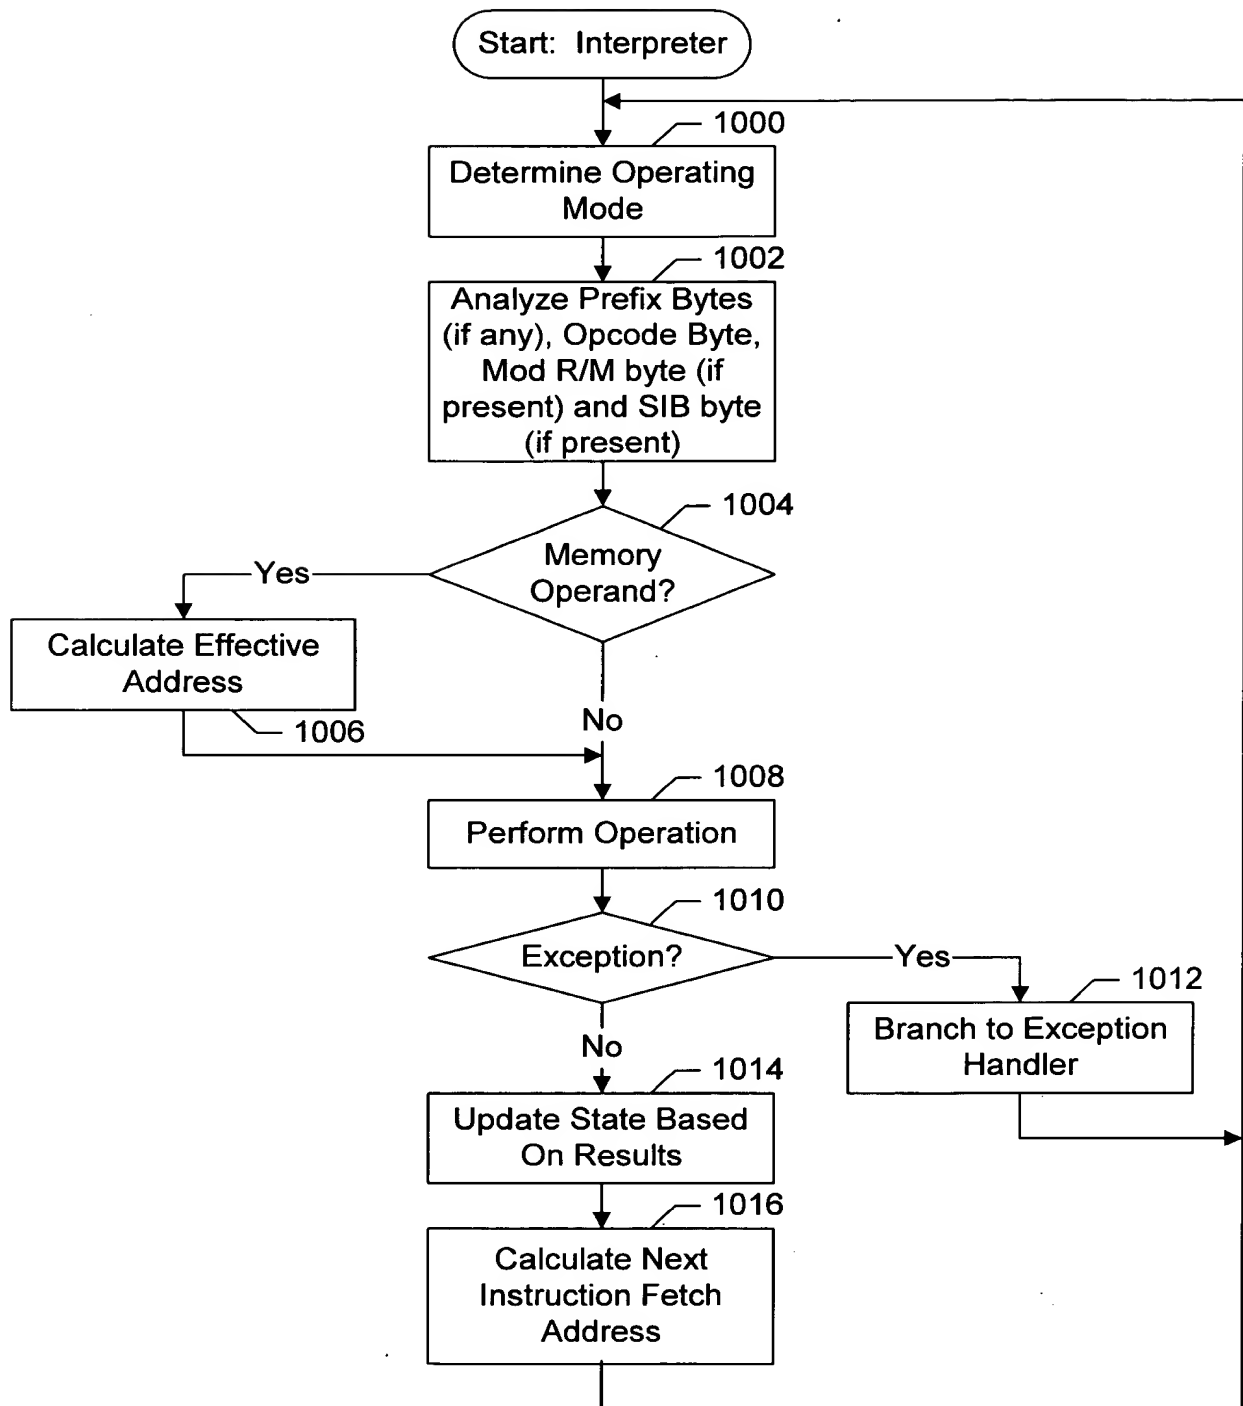 Start: Interpreter
1000
Determine Operating
Mode
1002
Analyze Prefix Bytes
(if any), Opcode Byte,
Mod R/M byte (if
present) and SIB byte
(if present)
1004
Memory
Operand?
Yes
Calculate Effective
Address
1006
No
1008
Perform Operation
1010
Exception?
Yes
1012
Branch to Exception
Handler
No
1014
Update State Based
On Results
1016
Calculate Next
Instruction Fetch
Address